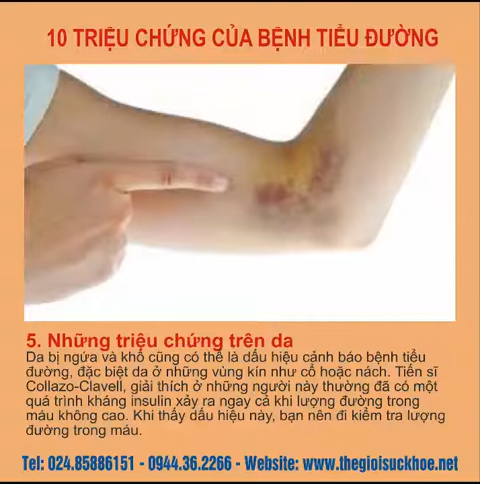 10 TRIỆU CHỨNG CỦA BỆNH TIỂU ĐƯỜNG
5. Những triệu chứng trên da
Da bị ngứa và khô cũng có thể là dấu hiệu cảnh báo bệnh tiểu
đường, đặc biệt da ở những vùng kín như cổ hoặc nách. Tiến sĩ
Collazo-Clavell, giải thích ở những người này thường đã có một
quá trình kháng insulin xảy ra ngay cả khi lượng đường trong
máu không cao. Khi thấy dấu hiệu này, bạn nên đi kiểm tra lượng
đường trong máu.
Tel: 024.85886151 - 0944.36.2266 - Website: www.thegioisuckhoe.net